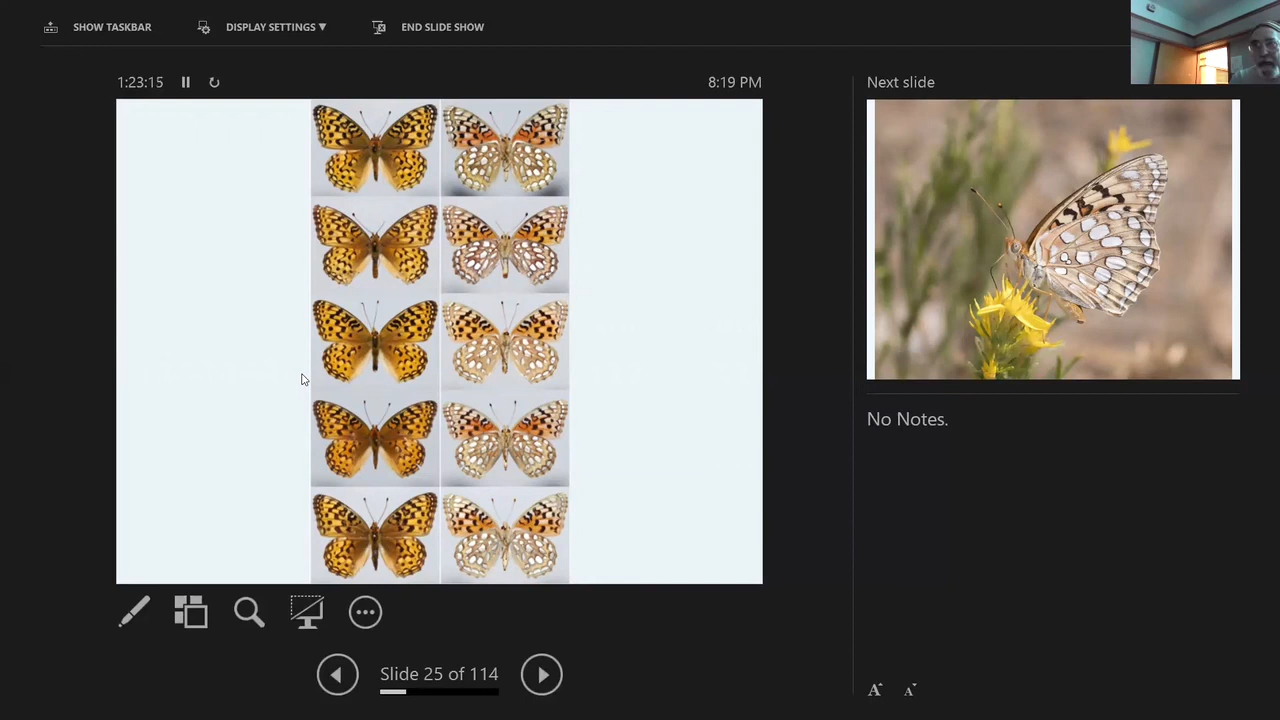 SHOW TASKBAR
DISPLAY SETTINGS ▼
END SLIDE SHOW
1:23:15
8:19 PM
Next slide
No Notes.
Slide 25 of 114
A A